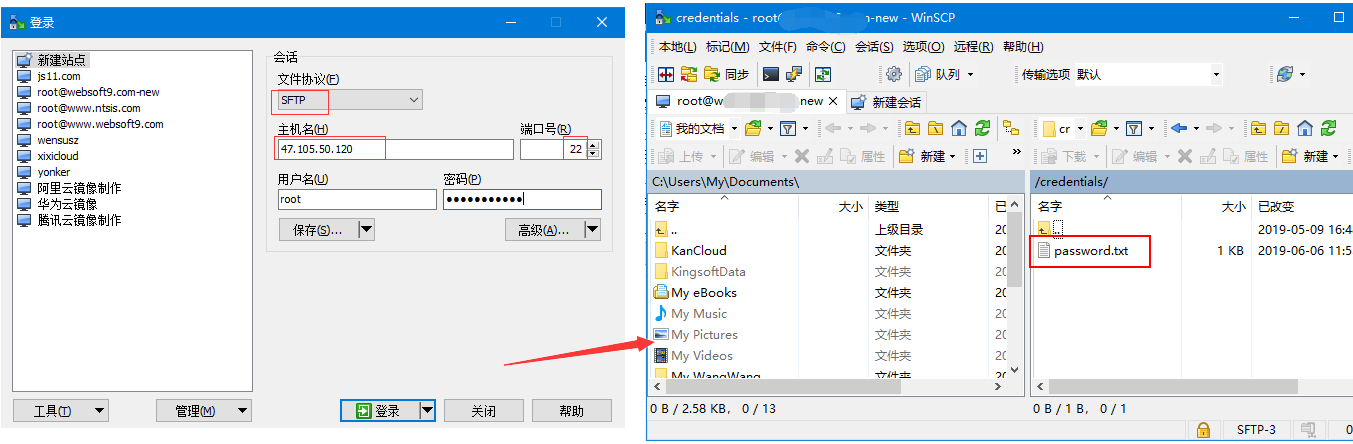 登录
新建站点
js11.com
root@websoft9.com-new
root@www.ntsis.com
root@www.websoft9.com
wensusz
xixicloud
yonker
阿里云镜像制作
华为云镜像
腾讯云镜像制作
会话
文件协议(F)
SFTP
主机名(H) 端口号(R)
47.105.50.120 22
用户名(U) 密码(P)
root ●●●●●●●●●●●
保存(S)... 高级(A)...
工具(T) 管理(M) 登录 关闭 帮助
credentials - root@ -new - WinSCP
本地(L) 标记(M) 文件(F) 命令(C) 会话(S) 选项(O) 远程(R) 帮助(H)
同步 队列 传输选项 默认
root@w new 新建会话
我的文档 cr
上传 编辑 属性 新建 » 下载 编辑 属性 新建
C:\Users\My\Documents\ /credentials/
名字 大小 类型 已
.. 上级目录 20
KanCloud 文件夹 20
KingsoftData 文件夹 20
My eBooks 文件夹 20
My Music 文件夹 20
My Pictures 文件夹 20
My Videos 文件夹 20
My WangWang 文件夹 20
名字 大小 已改变
.. 2019-05-09 16:4
password.txt 1 KB 2019-06-06 11:5
0 B / 2.58 KB, 0 / 13 0 B / 1 B, 0 / 1
SFTP-3 0